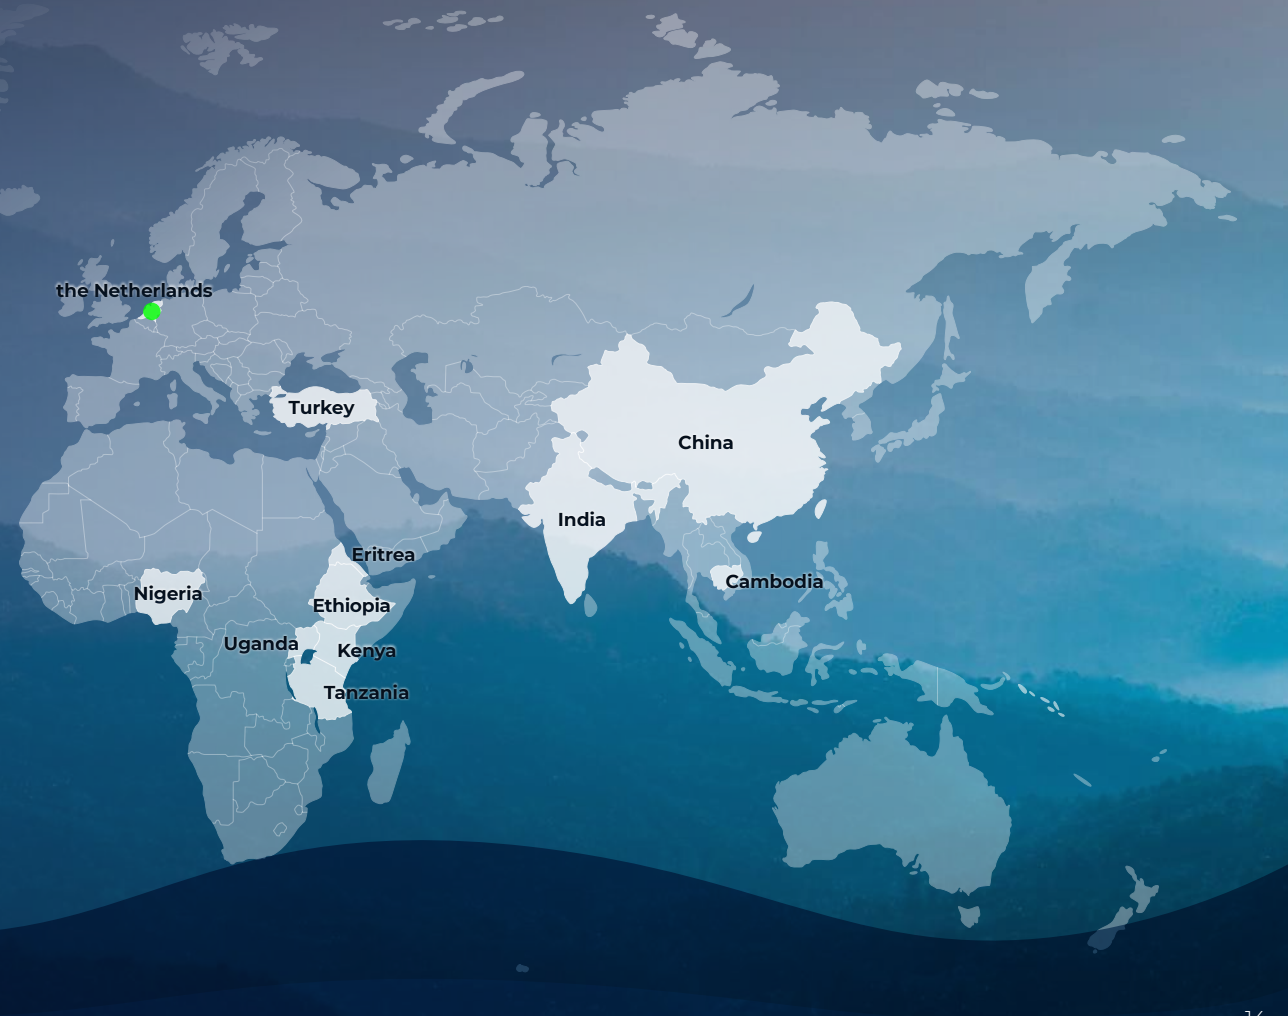 the Netherlands
Turkey
China
India
Eritrea
Cambodia
Nigeria
Ethiopia
Uganda
Kenya
Tanzania